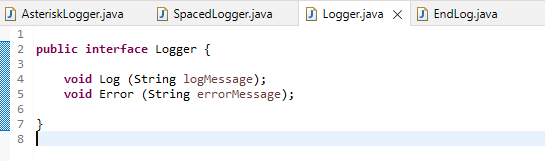 AsteriskLogger.java SpacedLogger.java Logger.java EndLog.java
1
2 public interface Logger {
3
4 void Log (String logMessage);
5 void Error (String errorMessage);
6
7 }
8